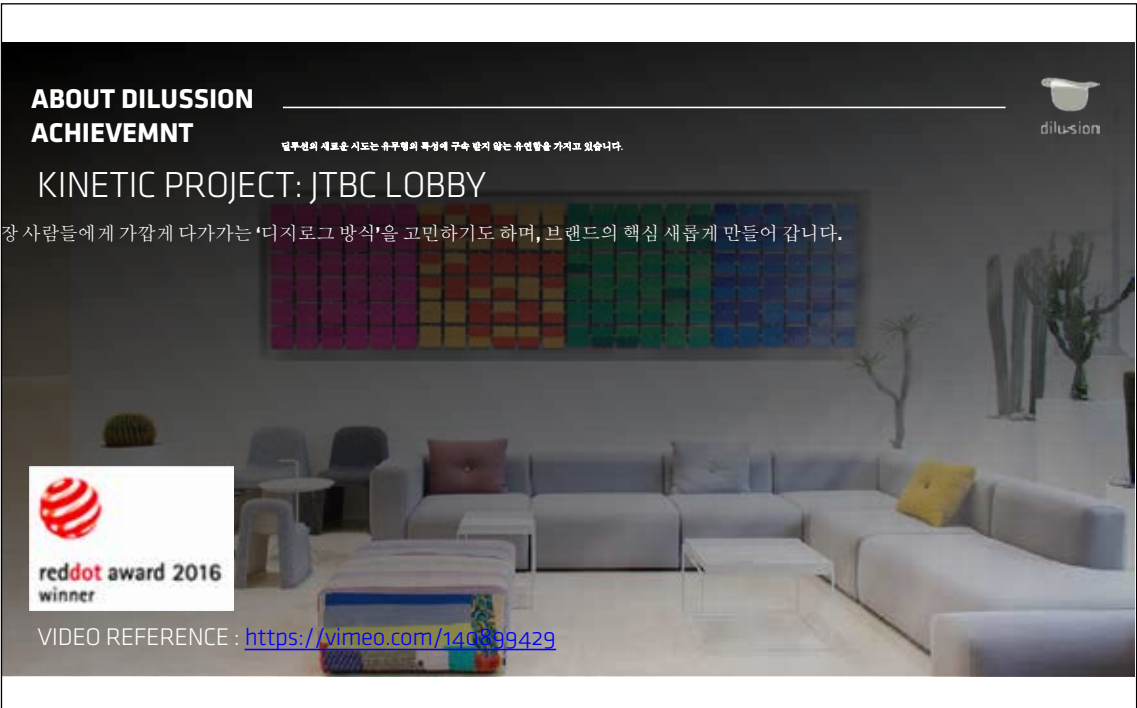 ABOUT DILUSSION
ACHIEVEMNT
dilusion
딜루션의 새로운 시도는 유무형의 특성에 구속 받지 않는 유연함을 가지고 있습니다.
KINETIC PROJECT: JTBC LOBBY
장 사람들에게 가깝게 다가가는 ‘디지로그 방식’을 고민하기도 하며, 브랜드의 핵심 새롭게 만들어 갑니다.
reddot award 2016
winner
VIDEO REFERENCE : https://vimeo.com/140899429